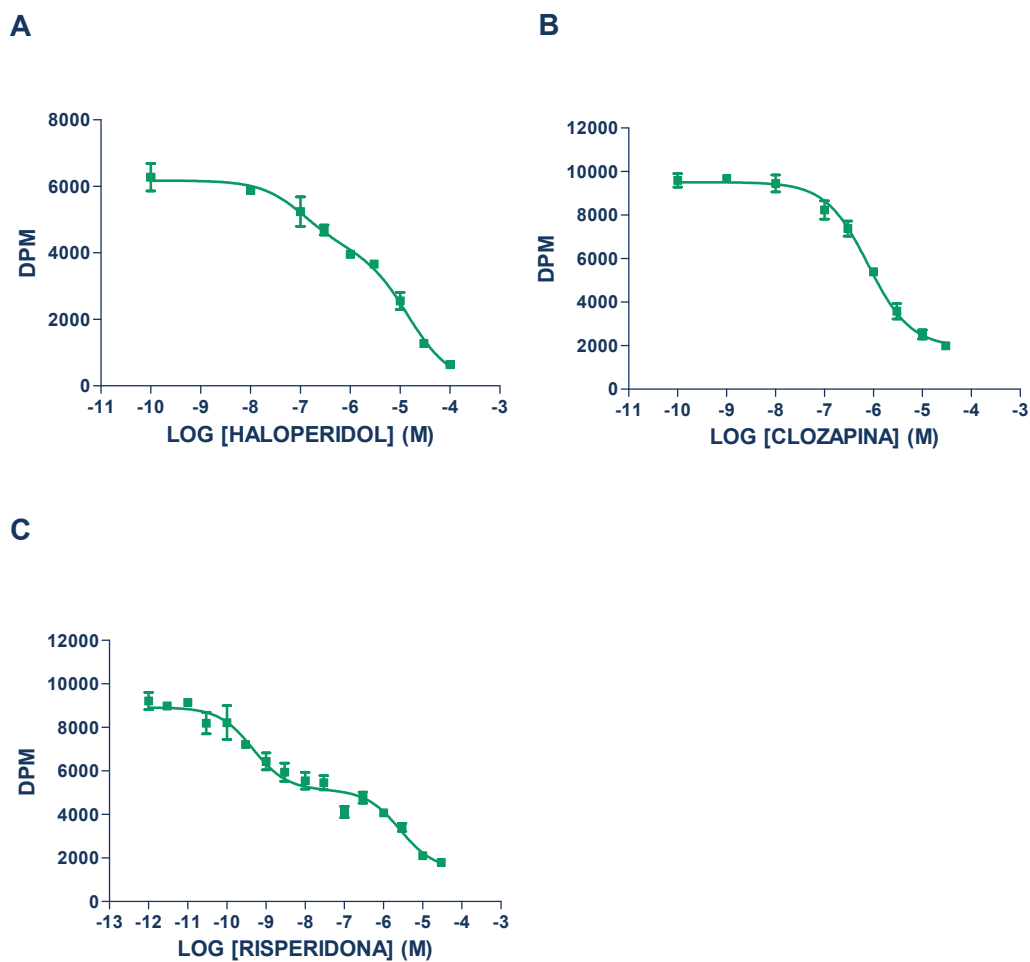 A
8000
6000
4000
2000
0
DPM
-11 -10 -9 -8 -7 -6 -5 -4 -3
LOG [HALOPERIDOL] (M)
B
12000
10000
8000
6000
4000
2000
0
DPM
-11 -10 -9 -8 -7 -6 -5 -4 -3
LOG [CLOZAPINA] (M)
C
12000
10000
8000
6000
4000
2000
0
DPM
-13 -12 -11 -10 -9 -8 -7 -6 -5 -4 -3
LOG [RISPERIDONA] (M)